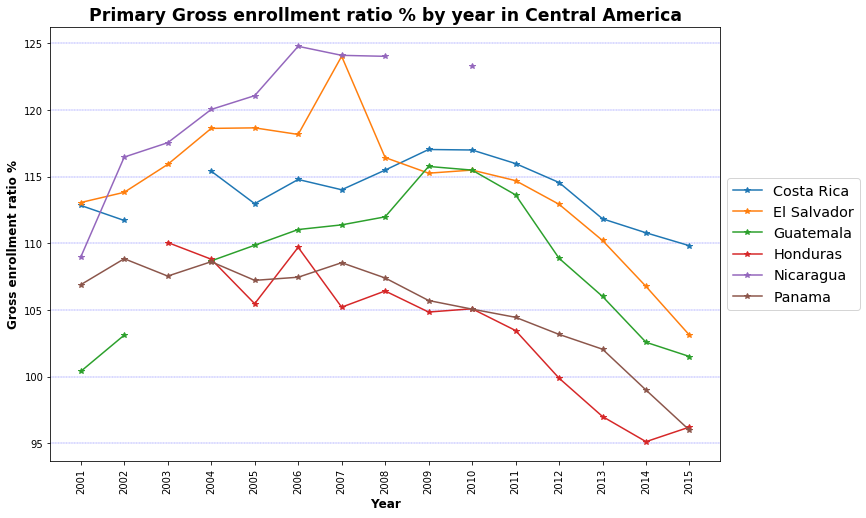 Primary Gross enrollment ratio % by year in Central America
Gross enrollment ratio %
125
120
115
110
105
100
95
2001
2002
2003
2004
2005
2006
2007
2008
2009
2010
2011
2012
2013
2014
2015
Year
Costa Rica
El Salvador
Guatemala
Honduras
Nicaragua
Panama